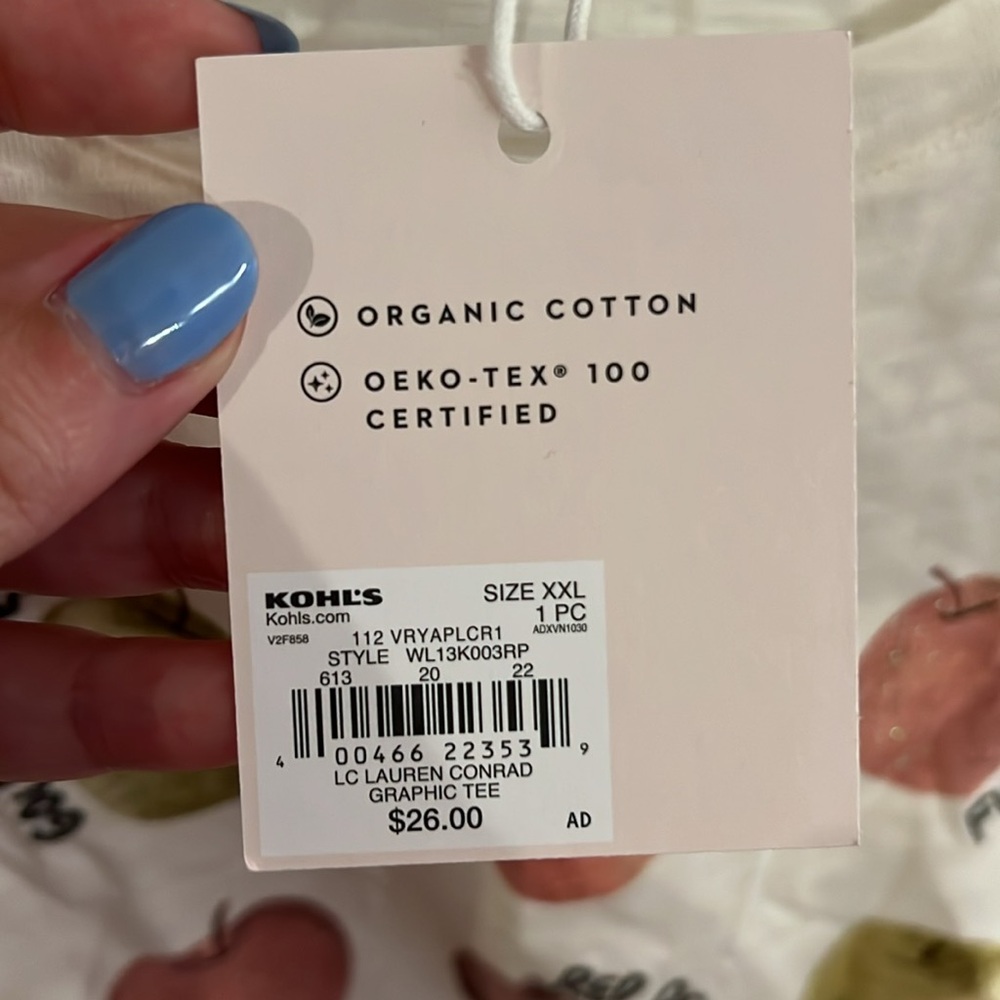 ORGANIC COTTON
OEKO-TEX® 100
CERTIFIED
KOHL'S
SIZE XXL
Kohls.com
1 PC
V2F858
112 VRYAPLCR1
ADXVN1030
STYLE WL13K003RP
613 20 22
4 00466 22353 9
LC LAUREN CONRAD
GRAPHIC TEE
$26.00
AD
RED